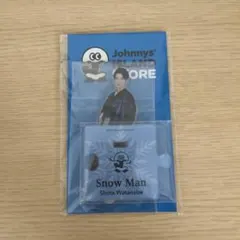 Johnnys'
ISLAND
STORE
Snow Man
Shota Watanabe